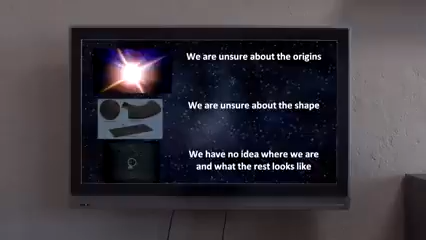 We are unsure about the origins
We are unsure about the shape
We have no idea where we are
and what the rest looks like